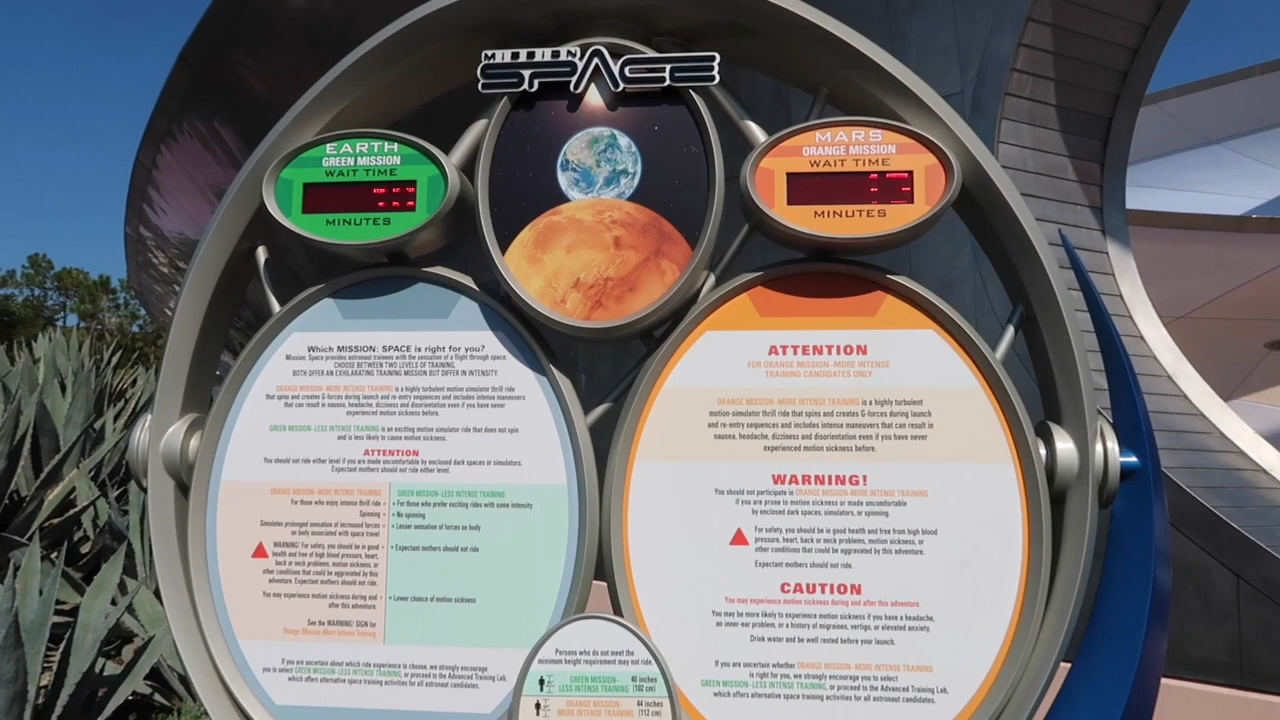 MISSION
SPACE
EARTH
GREEN MISSION
WAIT TIME
MINUTES
MARS
ORANGE MISSION
WAIT TIME
MINUTES
Which MISSION: SPACE is right for you?
Mission: Space provides astronaut trainees with the sensation of a flight through space.
CHOOSE BETWEEN TWO LEVELS OF TRAINING.
BOTH OFFER AN EXHILARATING TRAINING MISSION BUT DIFFER IN INTENSITY.
ORANGE MISSION-MORE INTENSE TRAINING is a highly turbulent motion simulator thrill ride
that spins and creates G-forces during launch and re-entry sequences and includes intense maneuvers
that can result in nausea, headache, dizziness and disorientation even if you have never
experienced motion sickness before.
GREEN MISSION-LESS INTENSE TRAINING is an exciting motion simulator ride that does not spin
and is less likely to cause motion sickness.
ATTENTION
You should not ride either level if you are made uncomfortable by enclosed dark spaces or simulators.
Expectant mothers should not ride either level.
ORANGE MISSION-MORE INTENSE TRAINING
For those who enjoy intense thrill ride •
Spinning •
Simulates prolonged sensation of increased forces •
on body associated with space travel
WARNING! For safety, you should be in good •
health and free of high blood pressure, heart,
back or neck problems, motion sickness, or
other conditions that could be aggravated by this
adventure. Expectant mothers should not ride.
You may experience motion sickness during and •
after this adventure.
See the WARNING! SIGN for
Orange Mission-More Intense Training
GREEN MISSION-LESS INTENSE TRAINING
• For those who prefer exciting rides with some intensity
• No spinning
• Lesser sensation of forces on body
• Expectant mothers should not ride
• Lower chance of motion sickness
If you are uncertain about which ride experience to choose, we strongly encourage
you to select GREEN MISSION-LESS INTENSE TRAINING, or proceed to the Advanced Training Lab,
which offers alternative space training activities for all astronaut candidates.
ATTENTION
FOR ORANGE MISSION-MORE INTENSE
TRAINING CANDIDATES ONLY
ORANGE MISSION-MORE INTENSE TRAINING is a highly turbulent
motion-simulator thrill ride that spins and creates G-forces during launch
and re-entry sequences and includes intense maneuvers that can result in
nausea, headache, dizziness and disorientation even if you have never
experienced motion sickness before.
WARNING!
You should not participate in ORANGE MISSION-MORE INTENSE TRAINING
if you are prone to motion sickness or made uncomfortable
by enclosed dark spaces, simulators, or spinning.
For safety, you should be in good health and free from high blood
pressure, heart, back or neck problems, motion sickness, or
other conditions that could be aggravated by this adventure.
Expectant mothers should not ride.
CAUTION
You may experience motion sickness during and after this adventure.
You may be more likely to experience motion sickness if you have a headache,
an inner-ear problem, or a history of migraines, vertigo, or elevated anxiety.
Drink water and be well rested before your launch.
If you are uncertain whether ORANGE MISSION-MORE INTENSE TRAINING
is right for you, we strongly encourage you to select
GREEN MISSION-LESS INTENSE TRAINING, or proceed to the Advanced Training Lab,
which offers alternative space training activities for all astronaut candidates.
Persons who do not meet the
minimum height requirement may not ride.
GREEN MISSION- 40 inches
LESS INTENSE TRAINING (102 cm)
ORANGE MISSION- 44 inches
MORE INTENSE TRAINING (112 cm)